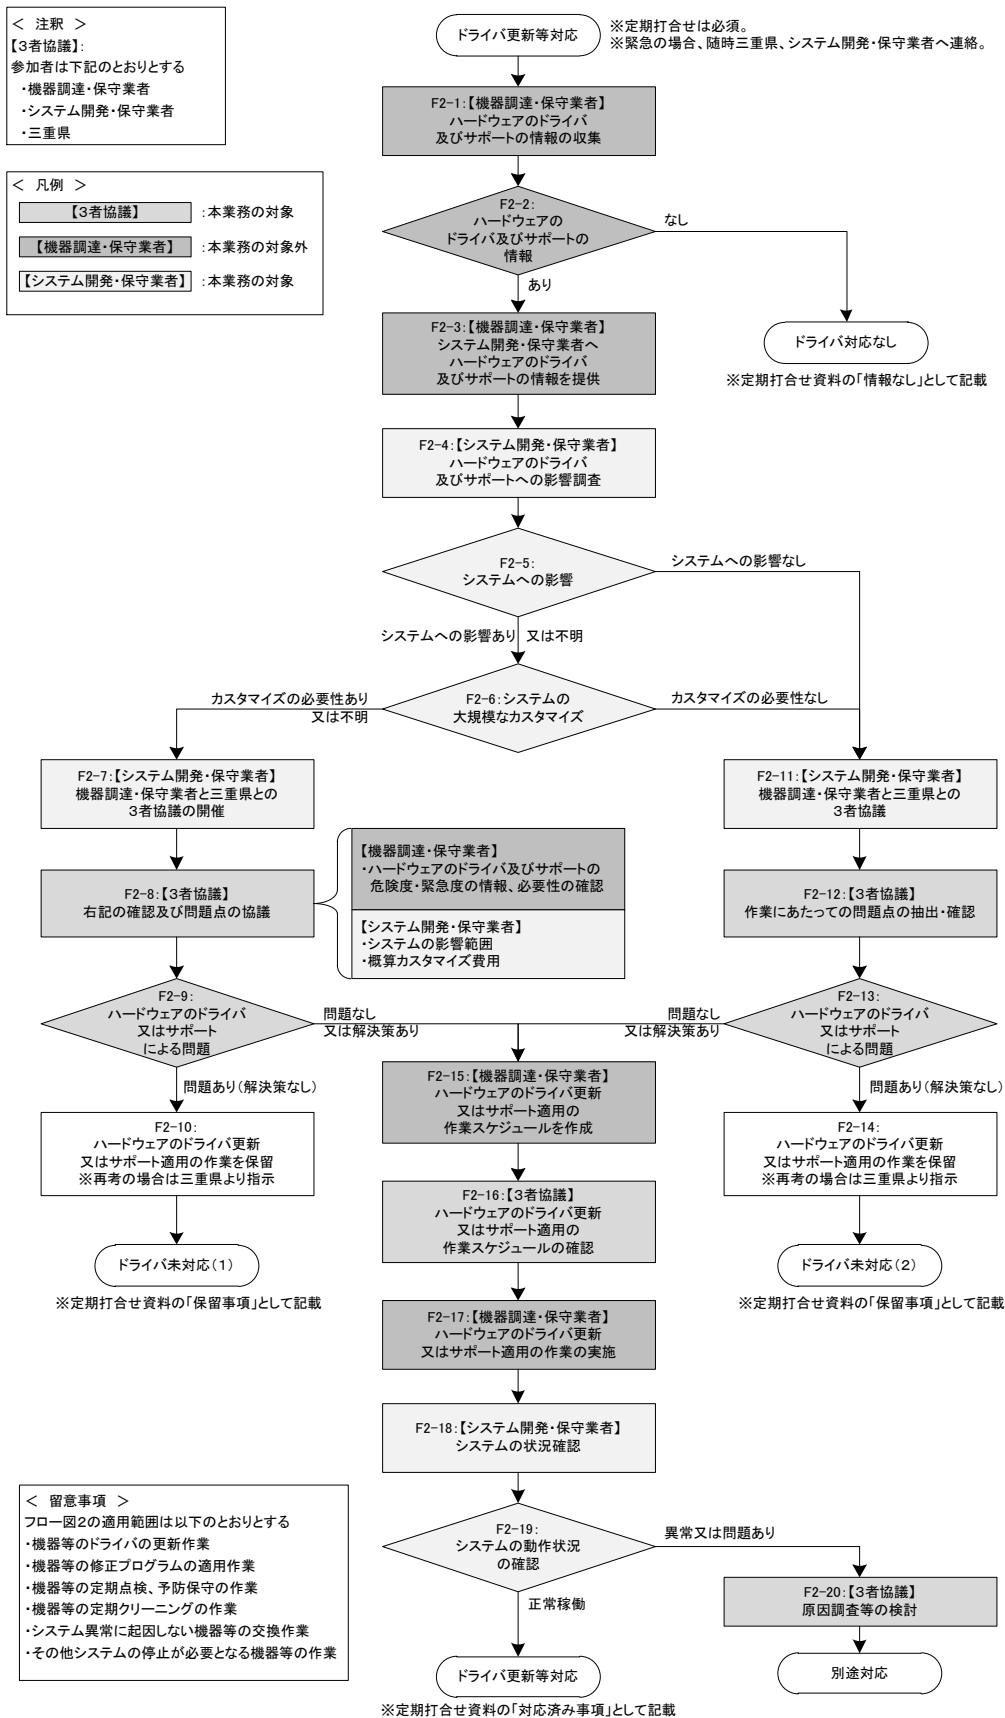 ＜ 注釈 ＞
【３者協議】:
参加者は下記のとおりとする
・機器調達・保守業者
・システム開発・保守業者
・三重県
＜ 凡例 ＞
【３者協議】 :本業務の対象
【機器調達・保守業者】 :本業務の対象外
【システム開発・保守業者】 :本業務の対象
ドライバ更新等対応
※定期打合せは必須。
※緊急の場合、随時三重県、システム開発・保守業者へ連絡。
F2-1:【機器調達・保守業者】
ハードウェアのドライバ
及びサポートの情報の収集
F2-2:
ハードウェアの
ドライバ及びサポートの
情報
なし
あり
ドライバ対応なし
※定期打合せ資料の「情報なし」として記載
F2-3:【機器調達・保守業者】
システム開発・保守業者へ
ハードウェアのドライバ
及びサポートの情報を提供
F2-4:【システム開発・保守業者】
ハードウェアのドライバ
及びサポートへの影響調査
F2-5:
システムへの影響
システムへの影響なし
システムへの影響あり 又は不明
F2-6:システムの
大規模なカスタマイズ
カスタマイズの必要性あり
又は不明
カスタマイズの必要性なし
F2-7:【システム開発・保守業者】
機器調達・保守業者と三重県との
３者協議の開催
F2-11:【システム開発・保守業者】
機器調達・保守業者と三重県との
３者協議
F2-8:【３者協議】
右記の確認及び問題点の協議
【機器調達・保守業者】
・ハードウェアのドライバ及びサポートの
危険度・緊急度の情報、必要性の確認
【システム開発・保守業者】
・システムの影響範囲
・概算カスタマイズ費用
F2-12:【３者協議】
作業にあたっての問題点の抽出・確認
F2-9:
ハードウェアのドライバ
又はサポート
による問題
問題なし
又は解決策あり
問題なし
又は解決策あり
F2-13:
ハードウェアのドライバ
又はサポート
による問題
問題あり(解決策なし)
問題あり(解決策なし)
F2-10:
ハードウェアのドライバ更新
又はサポート適用の作業を保留
※再考の場合は三重県より指示
F2-15:【機器調達・保守業者】
ハードウェアのドライバ更新
又はサポート適用の
作業スケジュールを作成
F2-14:
ハードウェアのドライバ更新
又はサポート適用の作業を保留
※再考の場合は三重県より指示
F2-16:【３者協議】
ハードウェアのドライバ更新
又はサポート適用の
作業スケジュールの確認
ドライバ未対応(１)
※定期打合せ資料の「保留事項」として記載
ドライバ未対応(２)
※定期打合せ資料の「保留事項」として記載
F2-17:【機器調達・保守業者】
ハードウェアのドライバ更新
又はサポート適用の作業の実施
F2-18:【システム開発・保守業者】
システムの状況確認
F2-19:
システムの動作状況
の確認
異常又は問題あり
正常稼働
F2-20:【３者協議】
原因調査等の検討
別途対応
ドライバ更新等対応
※定期打合せ資料の「対応済み事項」として記載
＜ 留意事項 ＞
フロー図２の適用範囲は以下のとおりとする
・機器等のドライバの更新作業
・機器等の修正プログラムの適用作業
・機器等の定期点検、予防保守の作業
・機器等の定期クリーニングの作業
・システム異常に起因しない機器等の交換作業
・その他システムの停止が必要となる機器等の作業